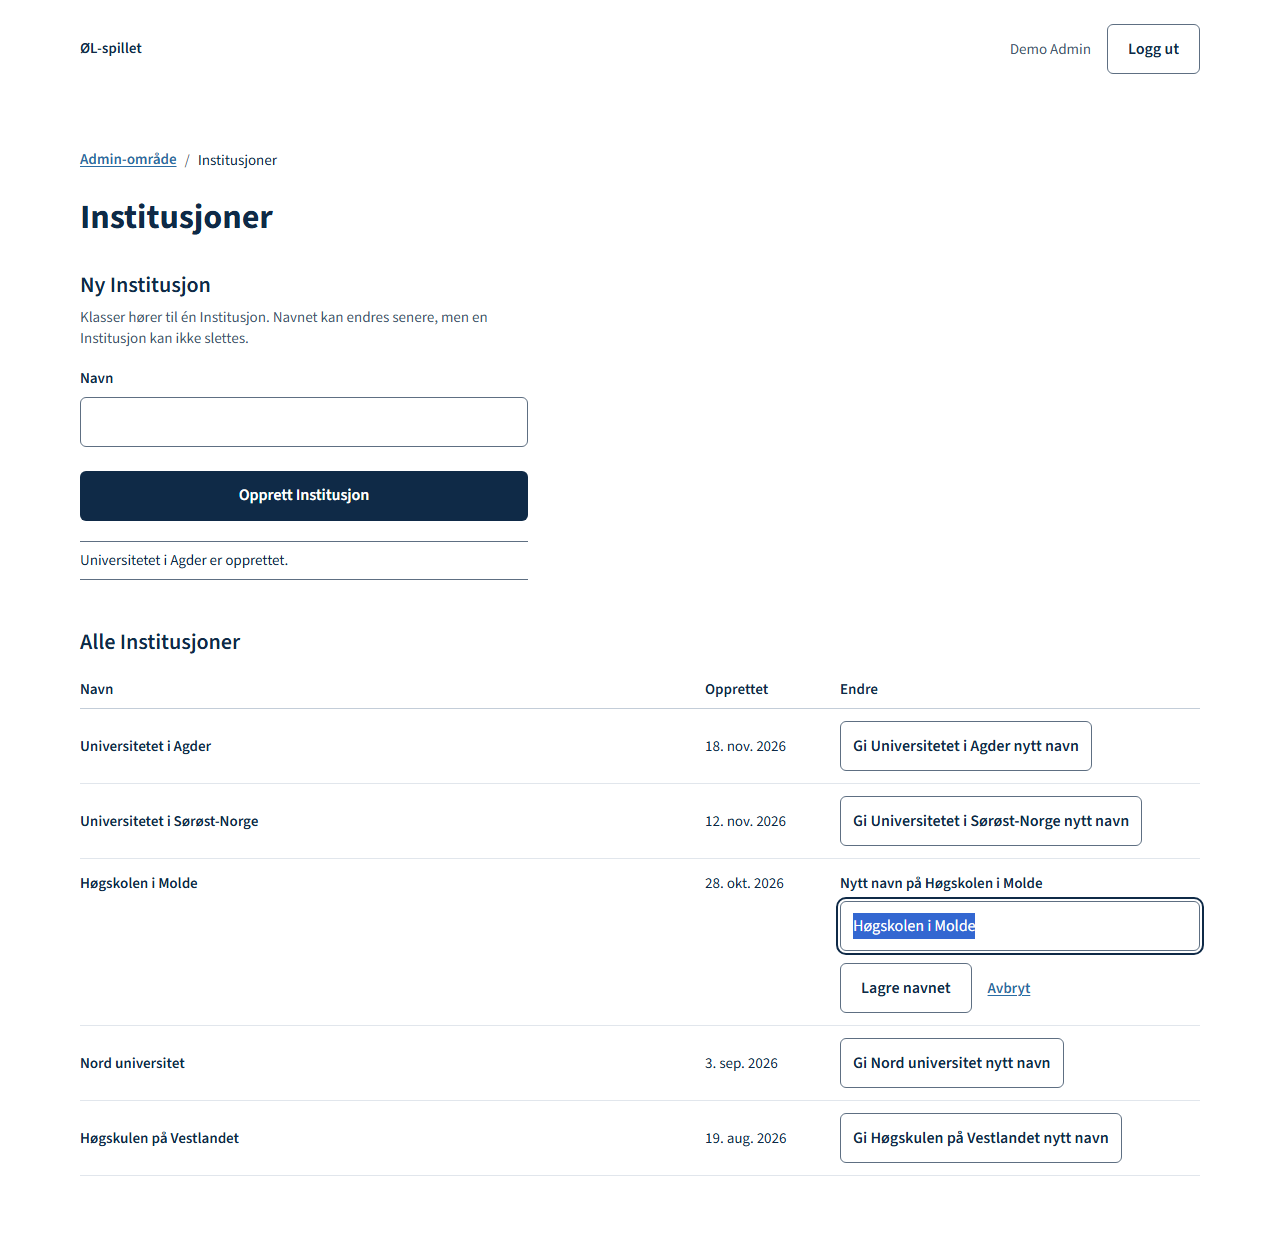 ØL-spillet
Demo Admin
Logg ut
Admin-område / Institusjoner
Institusjoner
Ny Institusjon
Klasser hører til én Institusjon. Navnet kan endres senere, men en
Institusjon kan ikke slettes.
Navn
Opprett Institusjon
Universitetet i Agder er opprettet.
Alle Institusjoner
Navn Opprettet Endre
Universitetet i Agder 18. nov. 2026 Gi Universitetet i Agder nytt navn
Universitetet i Sørøst-Norge 12. nov. 2026 Gi Universitetet i Sørøst-Norge nytt navn
Høgskolen i Molde 28. okt. 2026 Nytt navn på Høgskolen i Molde
Høgskolen i Molde
Lagre navnet Avbryt
Nord universitet 3. sep. 2026 Gi Nord universitet nytt navn
Høgskulen på Vestlandet 19. aug. 2026 Gi Høgskulen på Vestlandet nytt navn